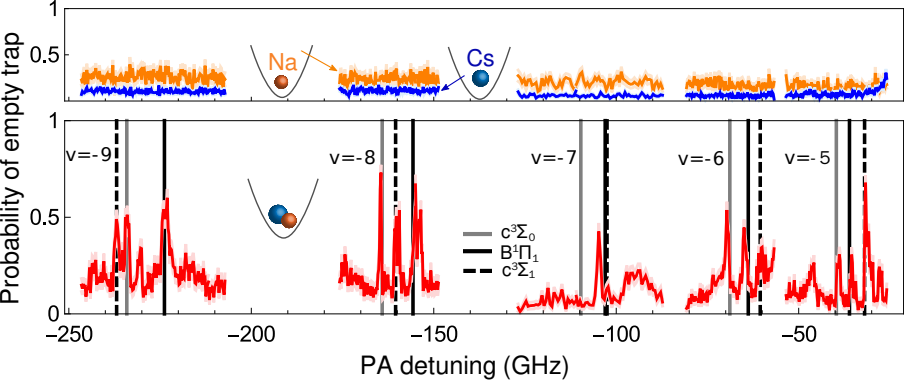 Probability of empty trap
1
0.5
Na
Cs
1
0.5
0
v=-9
v=-8
v=-7
v=-6
v=-5
c³Σ₀
B¹Π₁
c³Σ₁
−250
−200
−150
−100
−50
PA detuning (GHz)